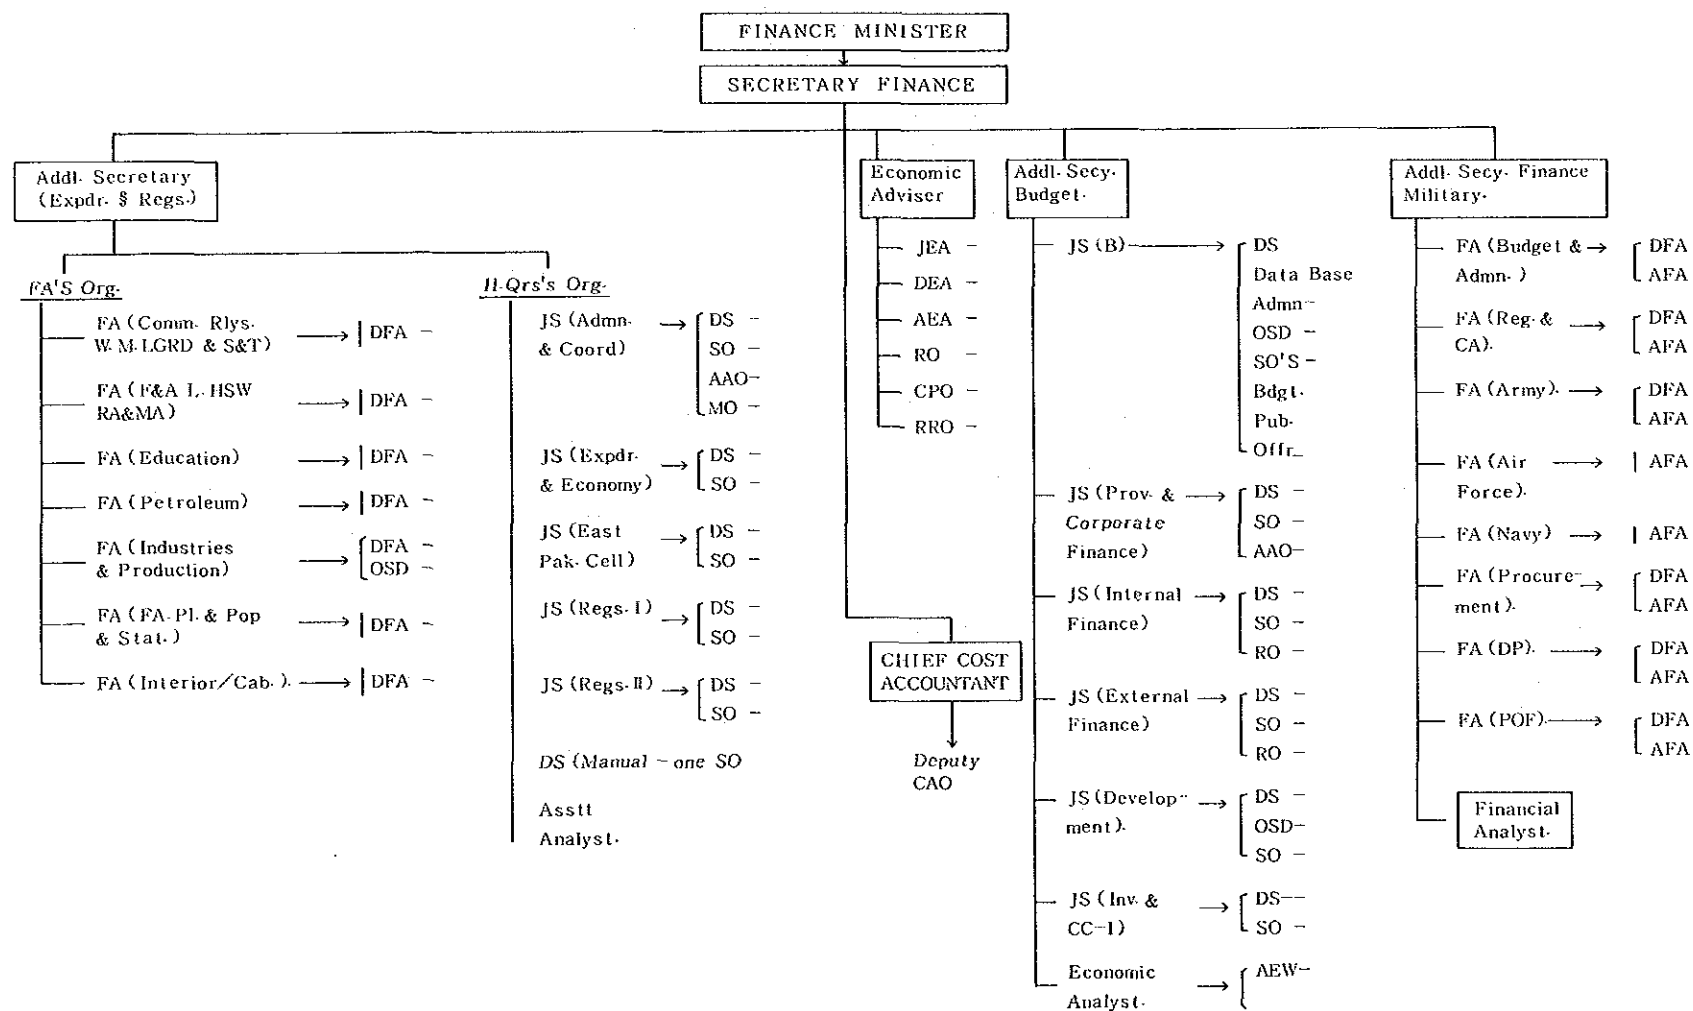 FINANCE MINISTER
SECRETARY FINANCE
Addl. Secretary
(Expdr. § Regs.)
FA'S Org.
FA (Comm. Rlys.
W.M.LGRD & S&T)
DFA -
FA (F&A L. HSW
RA&MA)
DFA -
FA (Education)
DFA -
FA (Petroleum)
DFA -
FA (Industries
& Production)
DFA -
OSD -
FA (FA.Pl. & Pop
& Stat.)
DFA -
FA (Interior/Cab.).
DFA -
H.Qrs's Org.
JS (Admn.
& Coord)
DS -
SO -
AAO-
MO -
JS (Expdr.
& Economy)
DS -
SO -
JS (East
Pak. Cell)
DS -
SO -
JS (Regs. I)
DS -
SO -
JS (Regs. II)
DS -
SO -
DS (Manual - one SO
Asstt
Analyst.
CHIEF COST
ACCOUNTANT
Deputy
CAO
Economic
Adviser
JEA -
DEA -
AEA -
RO -
CPO -
RRO -
Addl. Secy.
Budget.
JS (B)
DS
Data Base
Admn-
OSD -
SO'S -
Bdgt.
Pub.
Offr_
JS (Prov. &
Corporate
Finance)
DS -
SO -
AAO-
JS (Internal
Finance)
DS -
SO -
RO -
JS (External
Finance)
DS -
SO -
RO -
JS (Develop-
ment).
DS -
OSD-
SO -
JS (Inv. &
CC-1)
DS--
SO -
Economic
Analyst.
AEW-
Addl. Secy. Finance
Military.
FA (Budget &
Admn. )
DFA
AFA
FA (Reg. &
CA).
DFA
AFA
FA (Army).
DFA
AFA
FA (Air
Force).
AFA
FA (Navy)
AFA
FA (Procure-
ment).
DFA
AFA
FA (DP).
DFA
AFA
FA (POF).
DFA
AFA
Financial
Analyst.